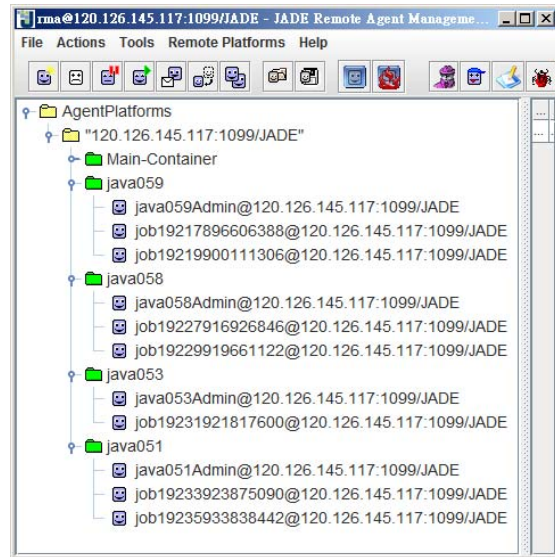 rma@120.126.145.117:1099/JADE - JADE Remote Agent Manageme...
File Actions Tools Remote Platforms Help
AgentPlatforms
"120.126.145.117:1099/JADE"
Main-Container
java059
java059Admin@120.126.145.117:1099/JADE
job19217896606388@120.126.145.117:1099/JADE
job19219900111306@120.126.145.117:1099/JADE
java058
java058Admin@120.126.145.117:1099/JADE
job19227916926846@120.126.145.117:1099/JADE
job19229919661122@120.126.145.117:1099/JADE
java053
java053Admin@120.126.145.117:1099/JADE
job19231921817600@120.126.145.117:1099/JADE
java051
java051Admin@120.126.145.117:1099/JADE
job19233923875090@120.126.145.117:1099/JADE
job19235933838442@120.126.145.117:1099/JADE